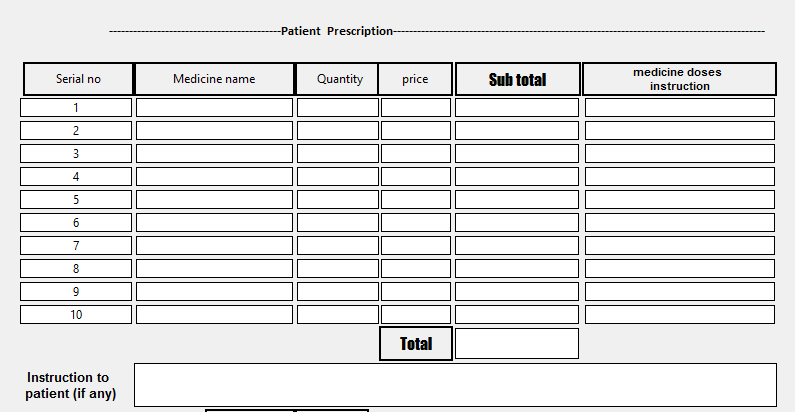 Patient Prescription
Serial no Medicine name Quantity price Sub total medicine doses
instruction
1
2
3
4
5
6
7
8
9
10
Total
Instruction to
patient (if any)